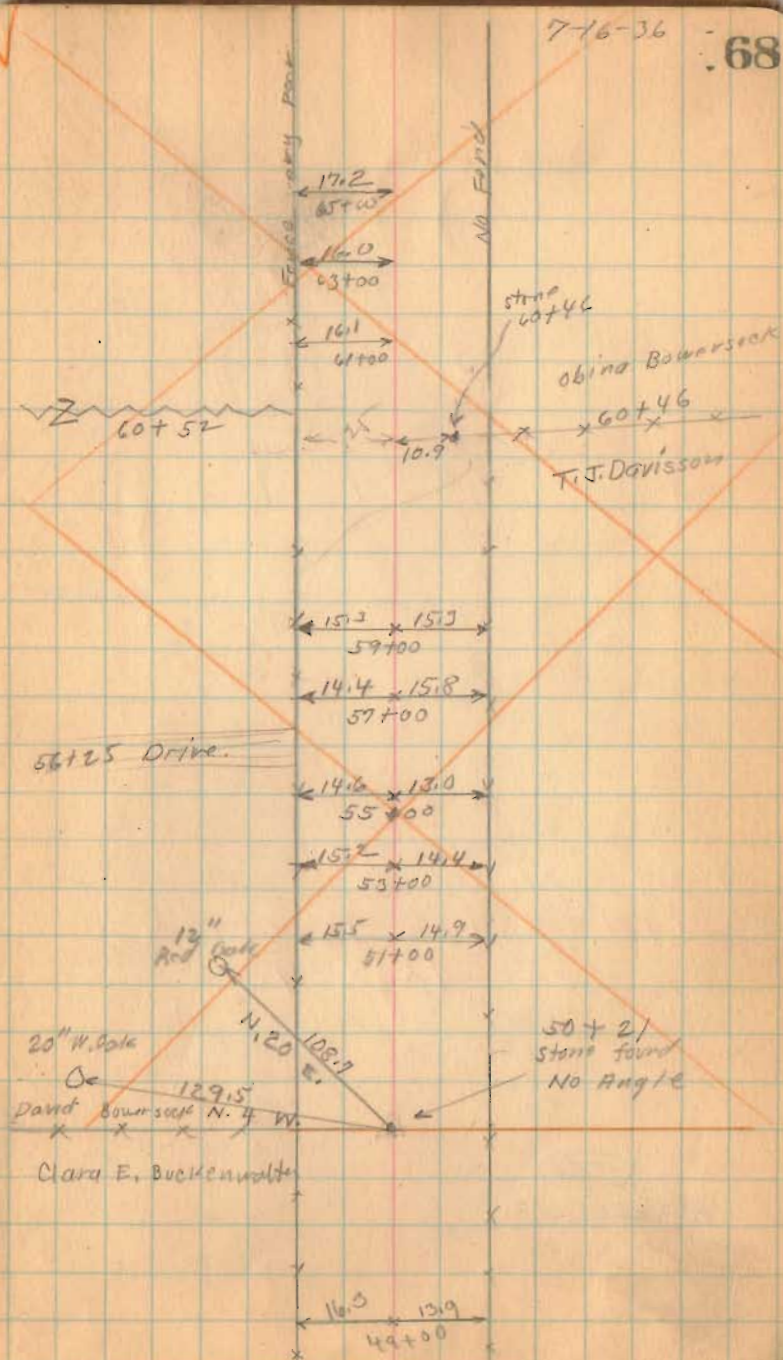 7-16-36
68
Fence very poor
No Fence
17.2
65+00
16.0
63+00
16.1
61+00
stone
60+46
Bowersock
60+46
60+52
10.9
T.J. Davisson
15.3 15.3
59+00
14.4 15.8
57+00
56+25 Drive.
14.6 13.0
55+00
15.2 14.4
53+00
15.5 14.9
51+00
12"
Red Oak
N. 20 E.
108.7
50+21
stone found
No Angle
20" W. Oak
129.5
David Bowersock N. 4 W.
Clara E. Buckenwalter
16.3 13.9
49+00